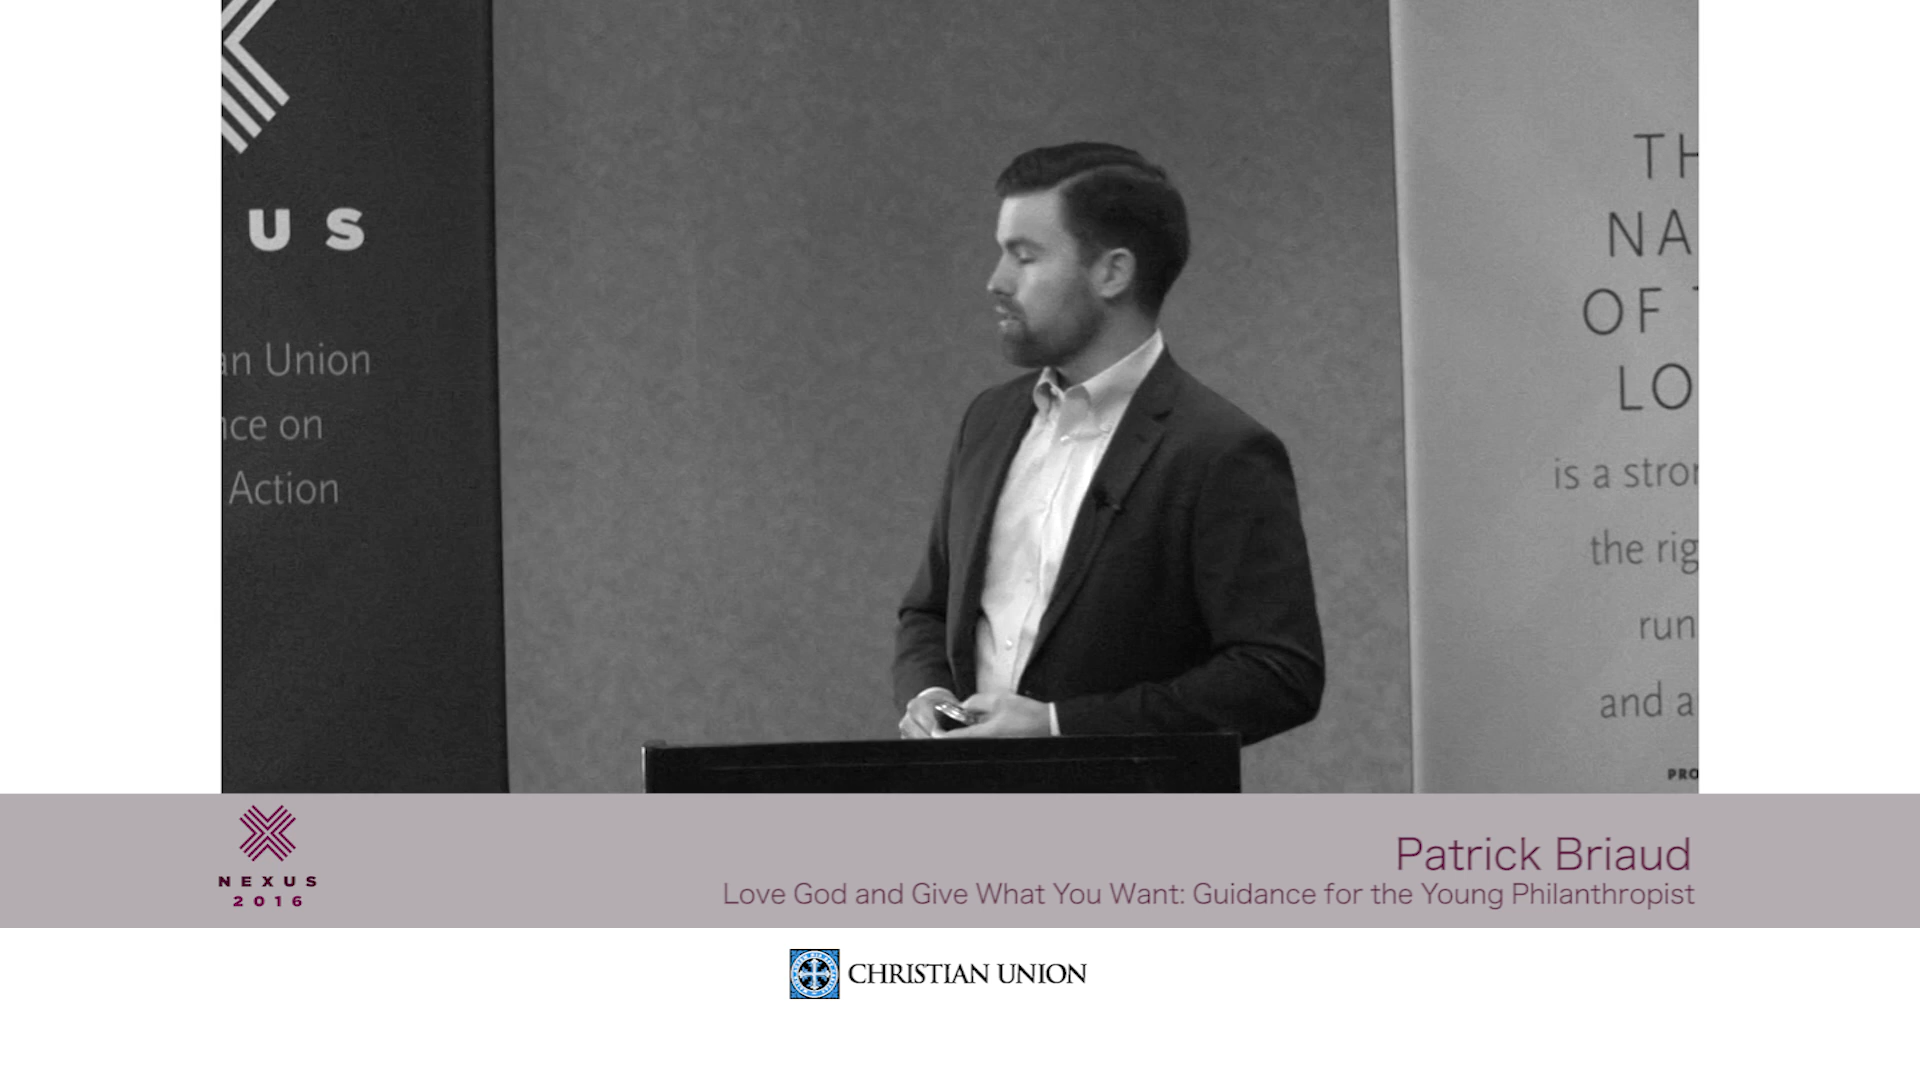 US
an Union
nce on
Action
TH
NA
OF
LO
is a stro
the rig
run
and a
PRO
NEXUS
2016
Patrick Briaud
Love God and Give What You Want: Guidance for the Young Philanthropist
CHRISTIAN UNION